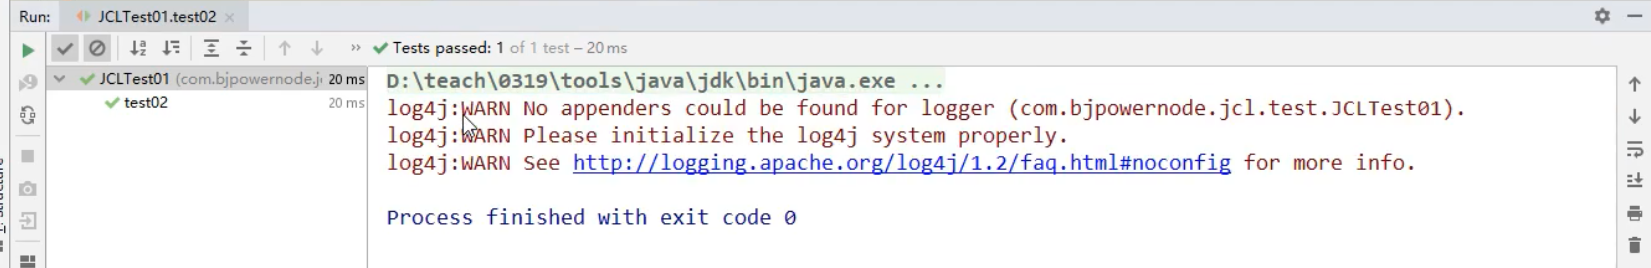 Run: JCLTest01.test02
Tests passed: 1 of 1 test – 20 ms
JCLTest01 (com.bjpowernode.j 20 ms
test02 20 ms
D:\teach\0319\tools\java\jdk\bin\java.exe ...
log4j:WARN No appenders could be found for logger (com.bjpowernode.jcl.test.JCLTest01).
log4j:WARN Please initialize the log4j system properly.
log4j:WARN See http://logging.apache.org/log4j/1.2/faq.html#noconfig for more info.
Process finished with exit code 0